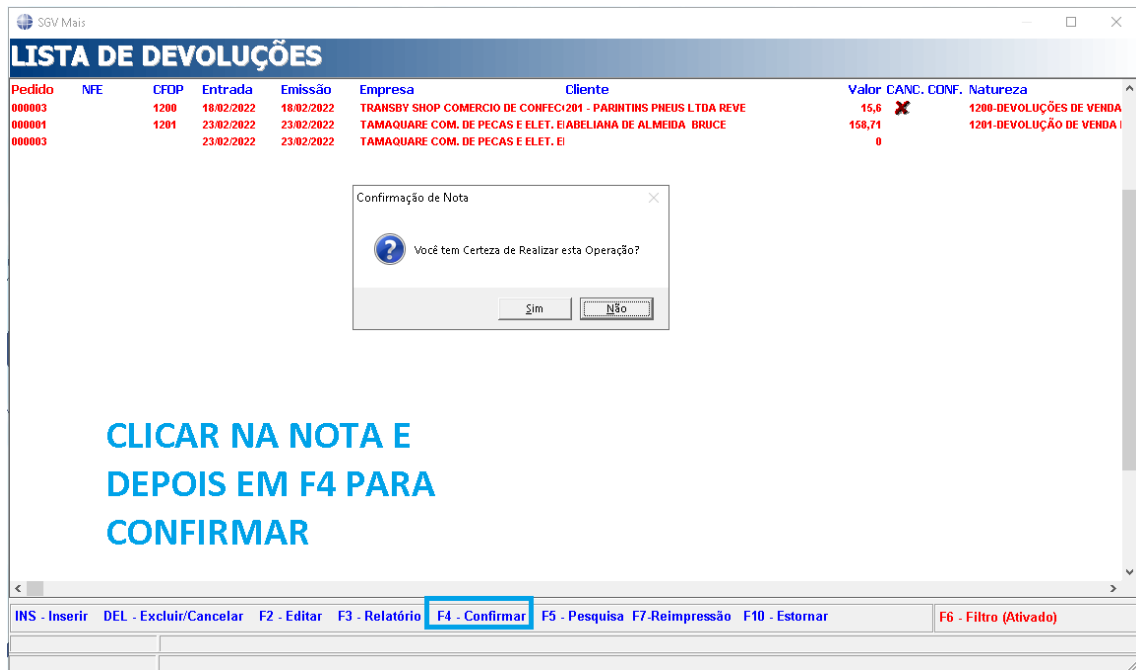 SGV Mais
LISTA DE DEVOLUÇÕES
Pedido NFE CFOP Entrada Emissão Empresa Cliente Valor CANC. CONF. Natureza
000003 1200 18/02/2022 18/02/2022 TRANSBY SHOP COMERCIO DE CONFEC 201 - PARINTINS PNEUS LTDA REVE 15,6 1200-DEVOLUÇÕES DE VENDA
000001 1201 23/02/2022 23/02/2022 TAMAQUARE COM. DE PECAS E ELET. E ABELIANA DE ALMEIDA BRUCE 158,71 1201-DEVOLUÇÃO DE VENDA
000003 23/02/2022 23/02/2022 TAMAQUARE COM. DE PECAS E ELET. E 0
Confirmação de Nota
Você tem Certeza de Realizar esta Operação?
Sim Não
CLICAR NA NOTA E
DEPOIS EM F4 PARA
CONFIRMAR
INS - Inserir DEL - Excluir/Cancelar F2 - Editar F3 - Relatório F4 - Confirmar F5 - Pesquisa F7-Reimpressão F10 - Estornar F6 - Filtro (Ativado)